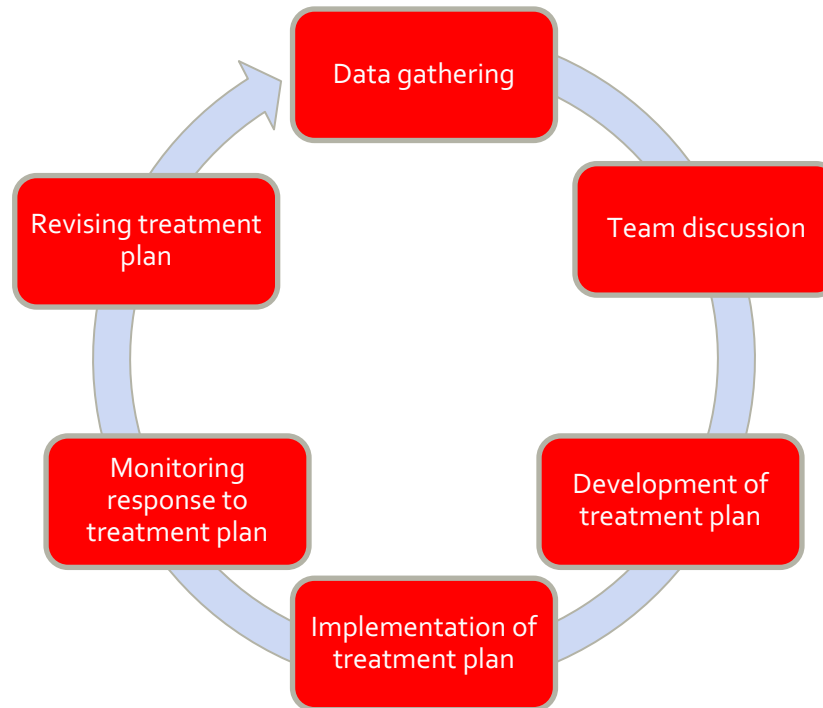 Data gathering
Team discussion
Development of
treatment plan
Implementation of
treatment plan
Monitoring
response to
treatment plan
Revising treatment
plan